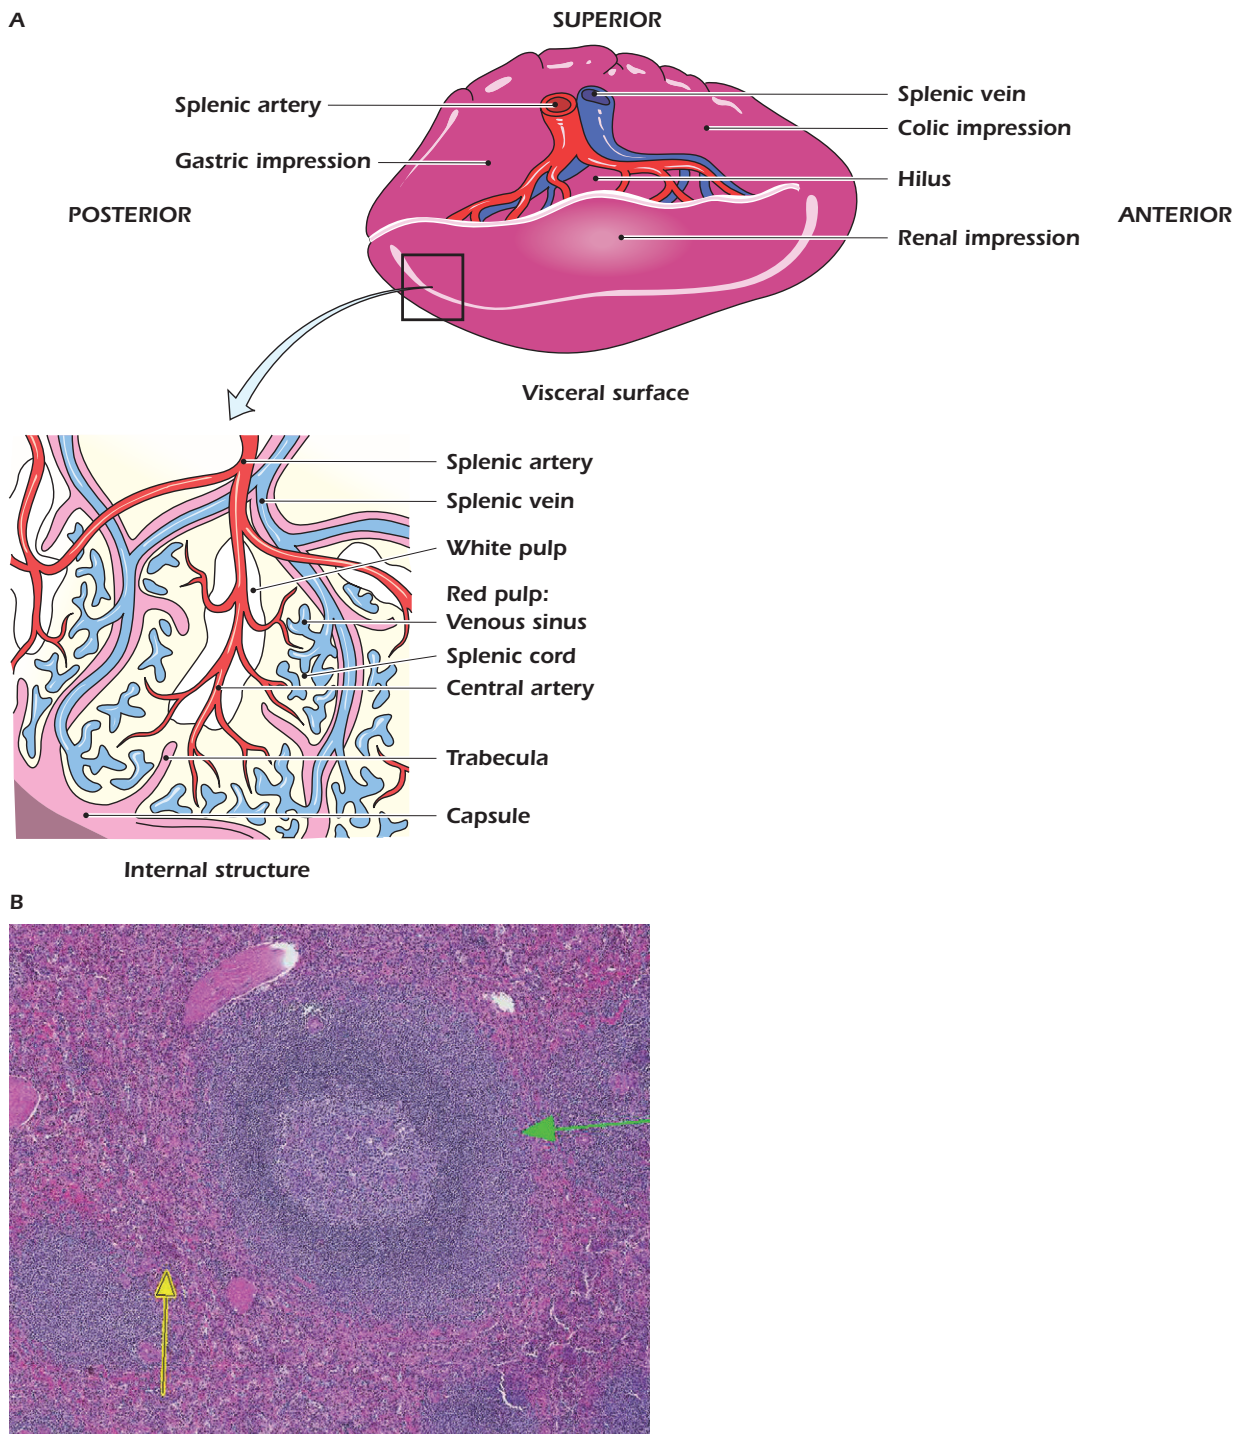 A
SUPERIOR
Splenic artery
Gastric impression
POSTERIOR
Splenic vein
Colic impression
Hilus
ANTERIOR
Renal impression
Visceral surface
Splenic artery
Splenic vein
White pulp
Red pulp:
Venous sinus
Splenic cord
Central artery
Trabecula
Capsule
Internal structure
B